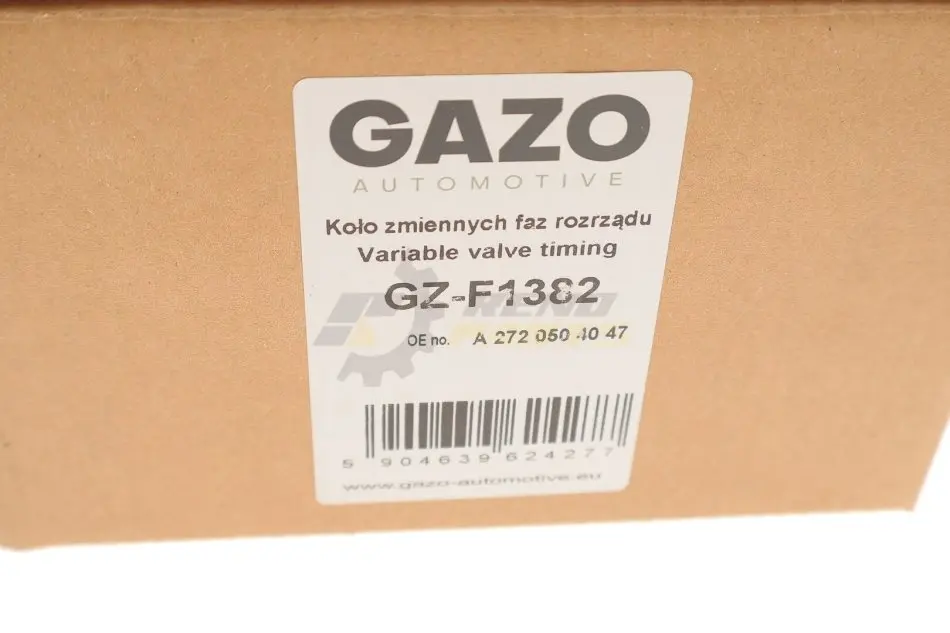 GAZO
AUTOMOTIVE
Koło zmiennych faz rozrządu
Variable valve timing
GZ-F1382
OE no. A 272 050 40 47
5 904639 624277
www.gazo-automotive.eu